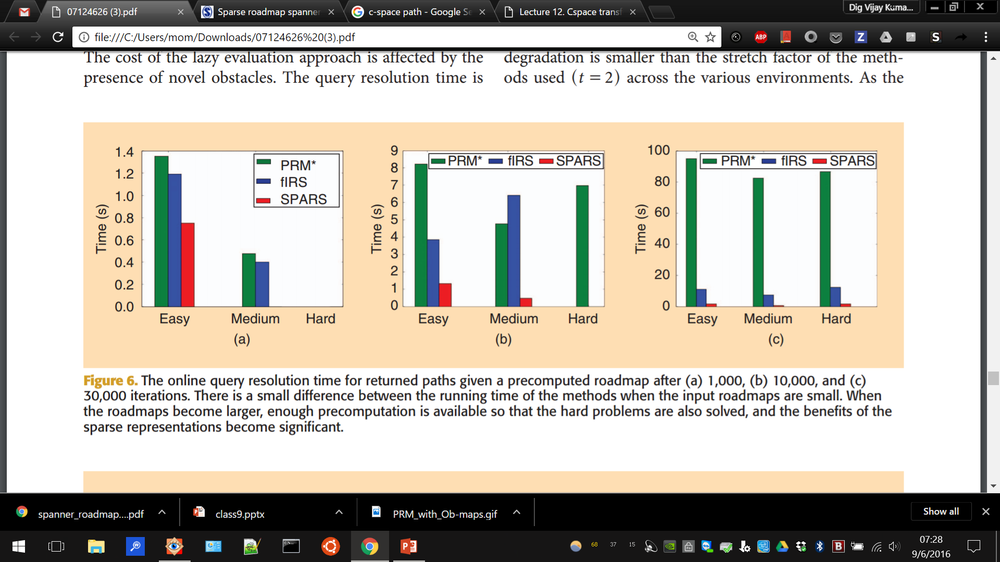 07124626 (3).pdf
Sparse roadmap spanner
c-space path - Google Se
Lecture 12. Cspace transf
Dig Vijay Kuma...
file:///C:/Users/mom/Downloads/07124626%20(3).pdf
ABP
Z
S
The cost of the lazy evaluation approach is affected by the
presence of novel obstacles. The query resolution time is
degradation is smaller than the stretch factor of the meth-
ods used (t = 2) across the various environments. As the
1.4
1.2
1.0
0.8
0.6
0.4
0.2
0.0
Time (s)
PRM*
fIRS
SPARS
Easy Medium Hard
(a)
9
8
7
6
5
4
3
2
1
0
Time (s)
PRM* fIRS SPARS
Easy Medium Hard
(b)
100
80
60
40
20
0
Time (s)
PRM* fIRS SPARS
Easy Medium Hard
(c)
Figure 6. The online query resolution time for returned paths given a precomputed roadmap after (a) 1,000, (b) 10,000, and (c)
30,000 iterations. There is a small difference between the running time of the methods when the input roadmaps are small. When
the roadmaps become larger, enough precomputation is available so that the hard problems are also solved, and the benefits of the
sparse representations become significant.
spanner_roadmap....pdf
class9.pptx
PRM_with_Ob-maps.gif
Show all
68 37 15
B
07:28
9/6/2016